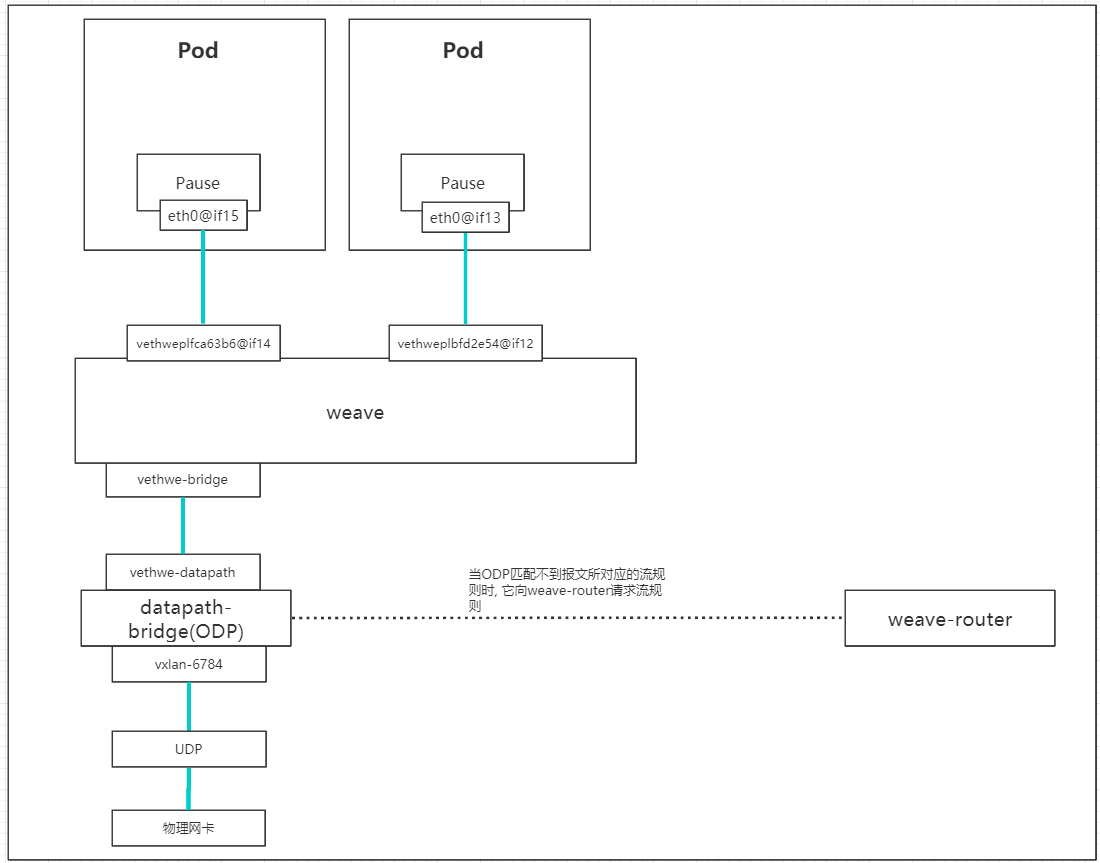 Pod
Pod
Pause
Pause
eth0@if15
eth0@if13
vethweplfca63b6@if14
vethweplbfd2e54@if12
weave
vethwe-bridge
vethwe-datapath
当ODP匹配不到报文所对应的流规
则时, 它向weave-router请求流规
则
datapath-
bridge(ODP)
weave-router
vxlan-6784
UDP
物理网卡